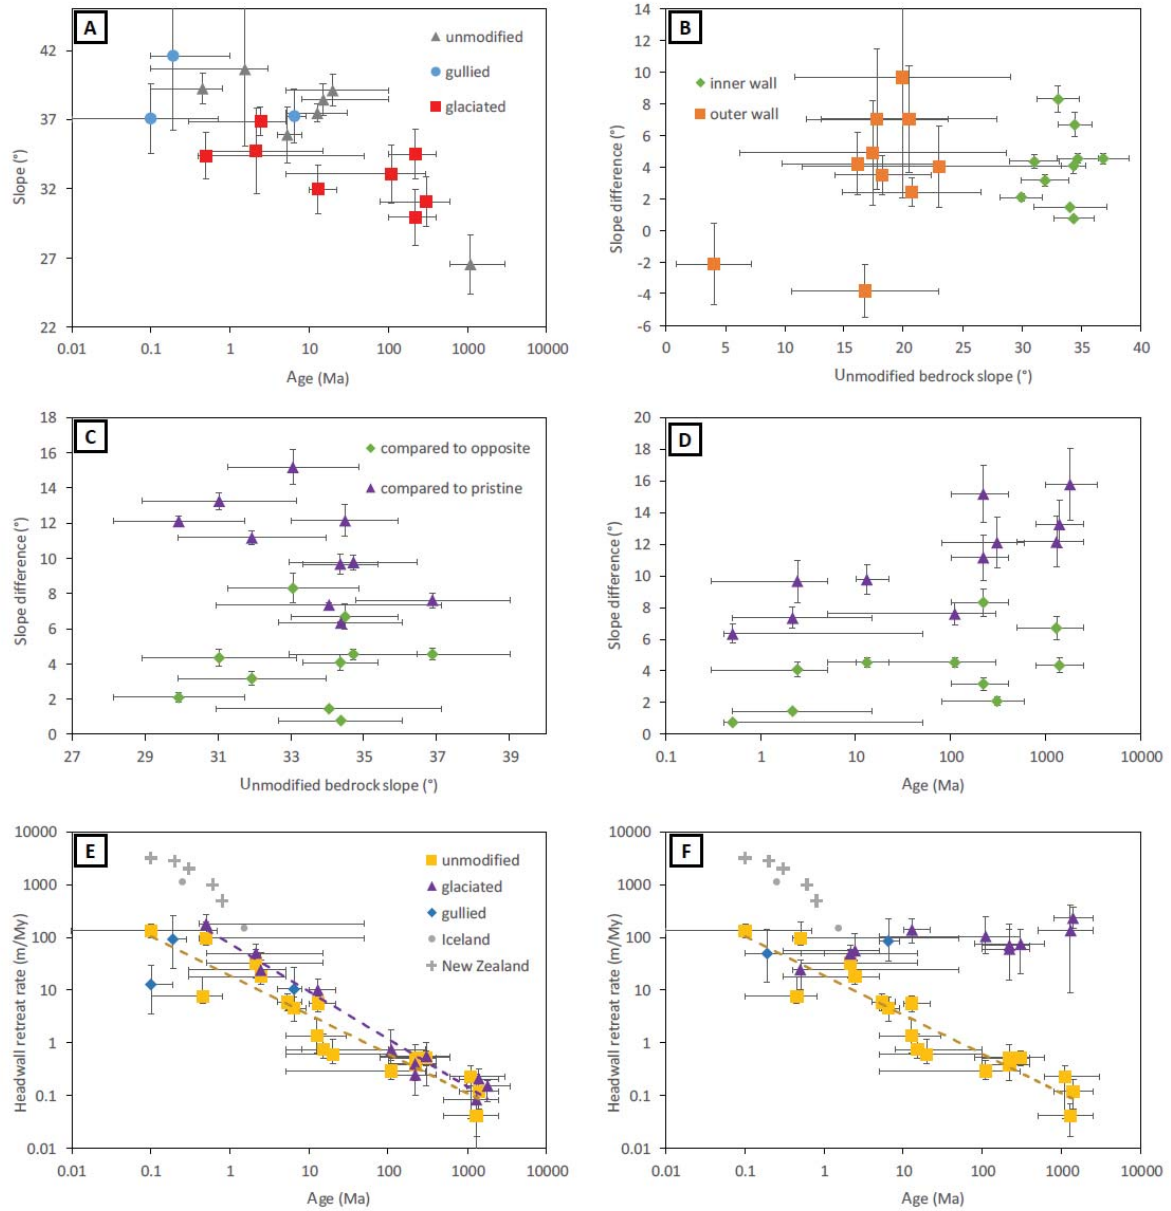 A
42
37
32
27
22
Slope (°)
unmodified
gullied
glaciated
0.01 0.1 1 10 100 1000 10000
Age (Ma)
B
14
12
10
8
6
4
2
0
-2
-4
-6
Slope difference (°)
inner wall
outer wall
0 5 10 15 20 25 30 35 40
Unmodified bedrock slope (°)
C
18
16
14
12
10
8
6
4
2
0
Slope difference (°)
compared to opposite
compared to pristine
27 29 31 33 35 37 39
Unmodified bedrock slope (°)
D
20
18
16
14
12
10
8
6
4
2
0
Slope difference (°)
0.1 1 10 100 1000 10000
Age (Ma)
E
10000
1000
100
10
1
0.1
0.01
Headwall retreat rate (m/My)
unmodified
glaciated
gullied
Iceland
New Zealand
0.01 0.1 1 10 100 1000 10000
Age (Ma)
F
10000
1000
100
10
1
0.1
0.01
Headwall retreat rate (m/My)
0.01 0.1 1 10 100 1000 10000
Age (Ma)